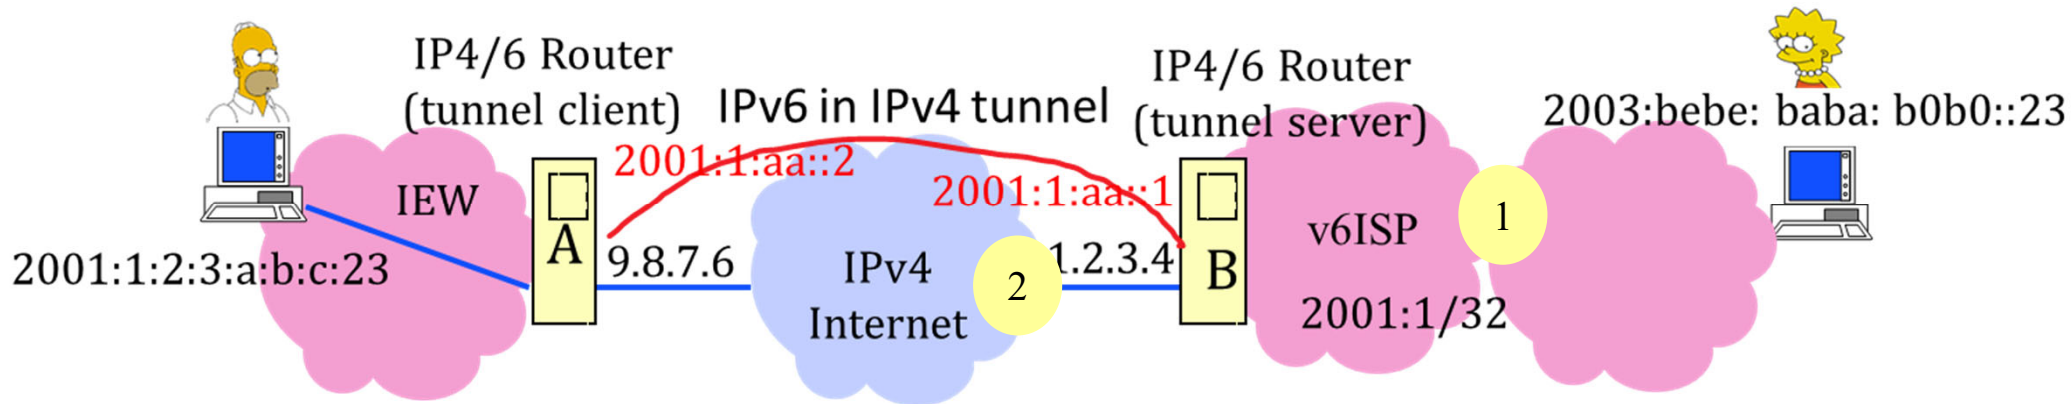 IP4/6 Router
(tunnel client)
IPv6 in IPv4 tunnel
IP4/6 Router
(tunnel server)
2003:bebe: baba: b0b0::23
2001:1:aa::2
2001:1:aa::1
IEW
A
9.8.7.6
IPv4
Internet
2
1.2.3.4
B
v6ISP
1
2001:1:2:3:a:b:c:23
2001:1/32